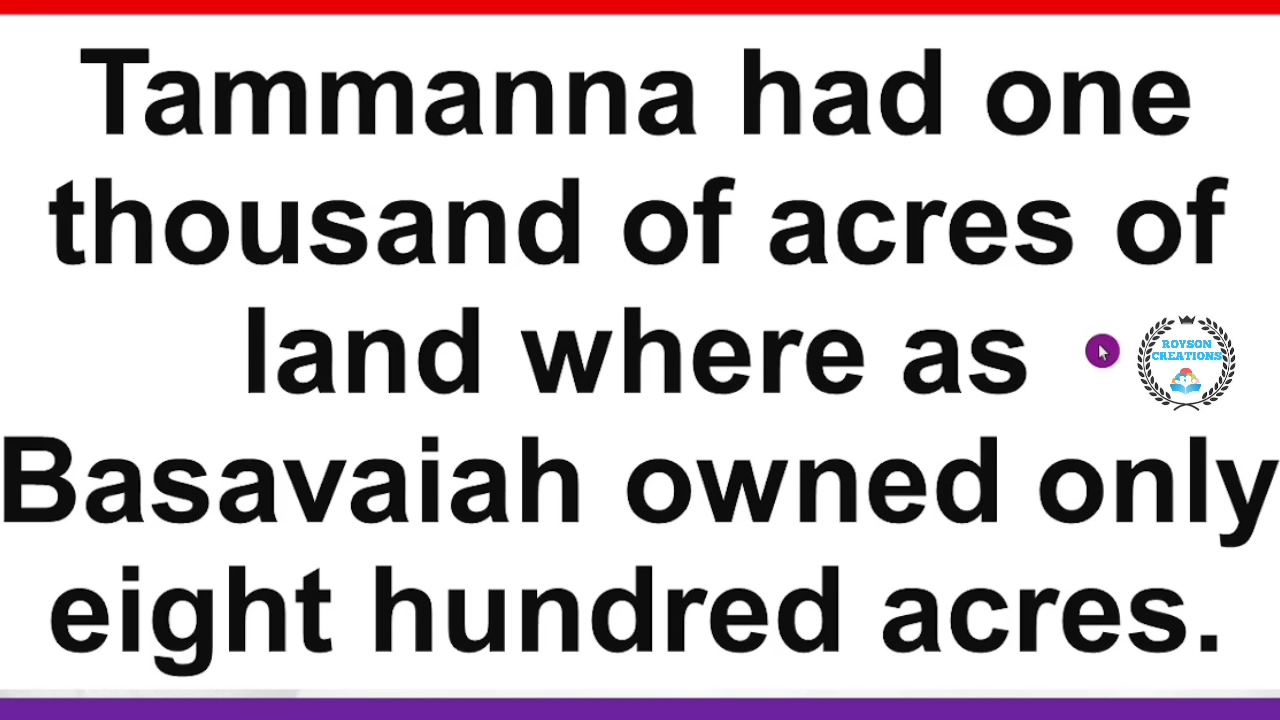 Tammanna had one
thousand of acres of
land where as
ROYSON
CREATIONS
Basavaiah owned only
eight hundred acres.